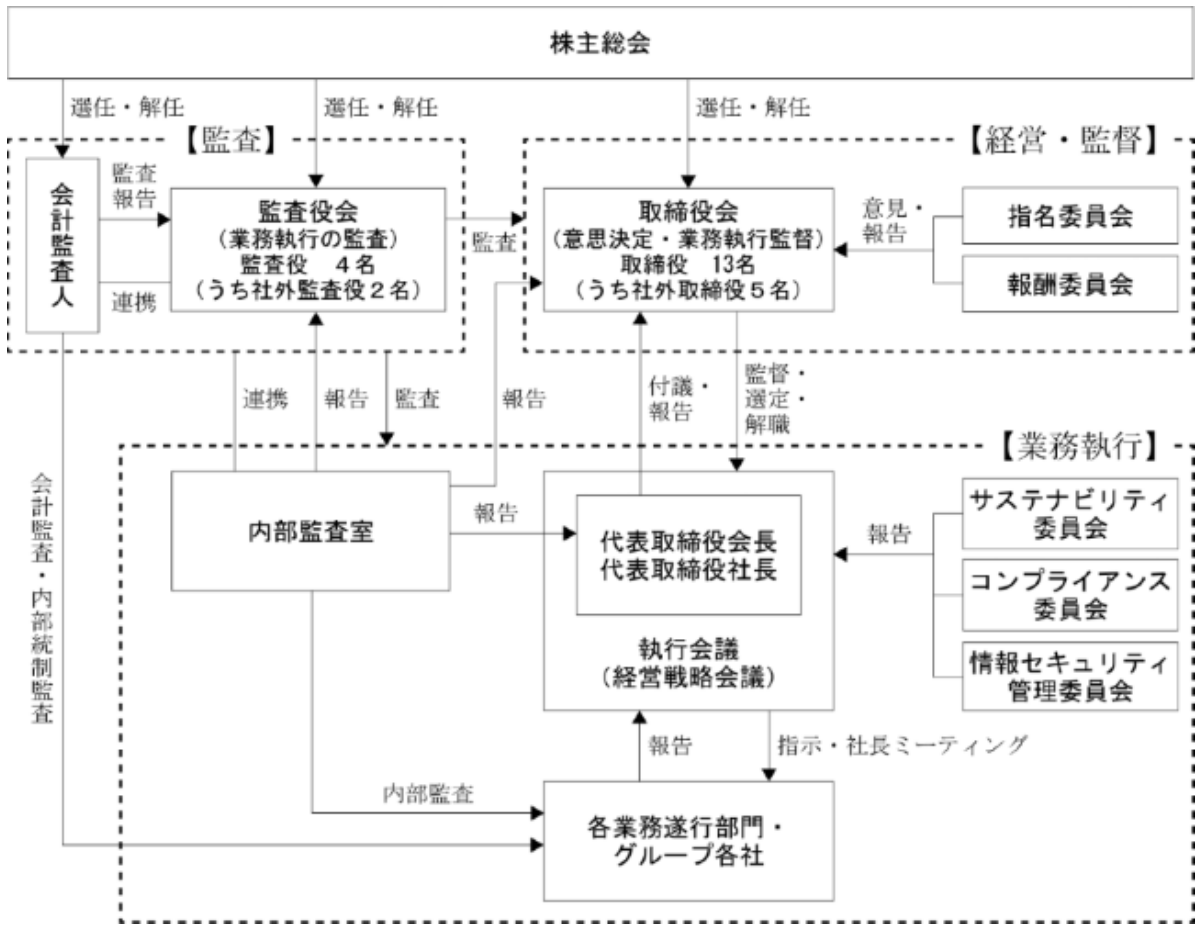 株主総会
選任・解任
選任・解任
選任・解任
【監査】
【経営・監督】
会計監査人
監査
報告
連携
監査役会
(業務執行の監査)
監査役 4名
(うち社外監査役2名)
監査
取締役会
(意思決定・業務執行監督)
取締役 13名
(うち社外取締役5名)
意見・
報告
指名委員会
報酬委員会
連携
報告
監査
報告
付議・
報告
監督・
選定・
解職
【業務執行】
会計監査・内部統制監査
内部監査室
報告
代表取締役会長
代表取締役社長
執行会議
(経営戦略会議)
報告
サステナビリティ
委員会
コンプライアンス
委員会
情報セキュリティ
管理委員会
報告
指示・社長ミーティング
内部監査
各業務遂行部門・
グループ各社